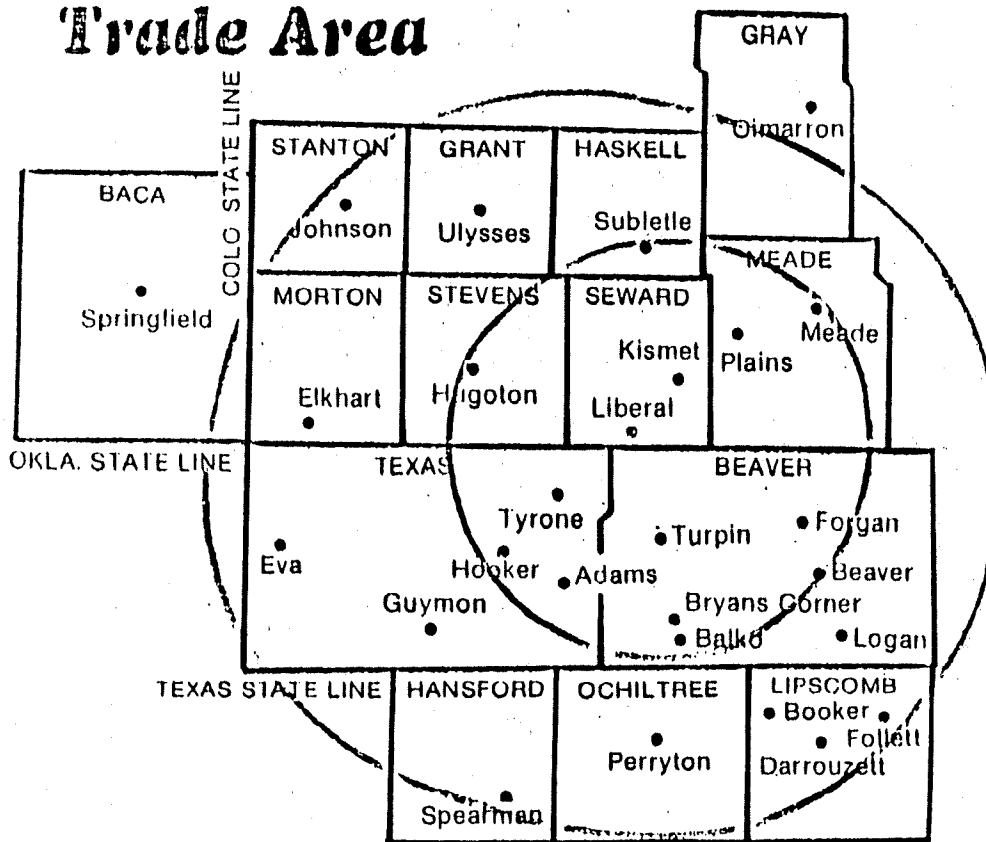 Trade Area
GRAY
Cimarron
COLO STATE LINE
STANTON
GRANT
HASKELL
Johnson
Ulysses
Subletle
BACA
Springfield
MEADE
Meade
Plains
MORTON
STEVENS
SEWARD
Kismet
Elkhart
Hugoton
Liberal
OKLA. STATE LINE
TEXAS
BEAVER
Tyrone
Turpin
Forgan
Eva
Hooker
Adams
Beaver
Guymon
Bryans Corner
Balko
Logan
TEXAS STATE LINE
HANSFORD
OCHILTREE
LIPSCOMB
Booker
Follett
Perryton
Darrouzett
Spearman